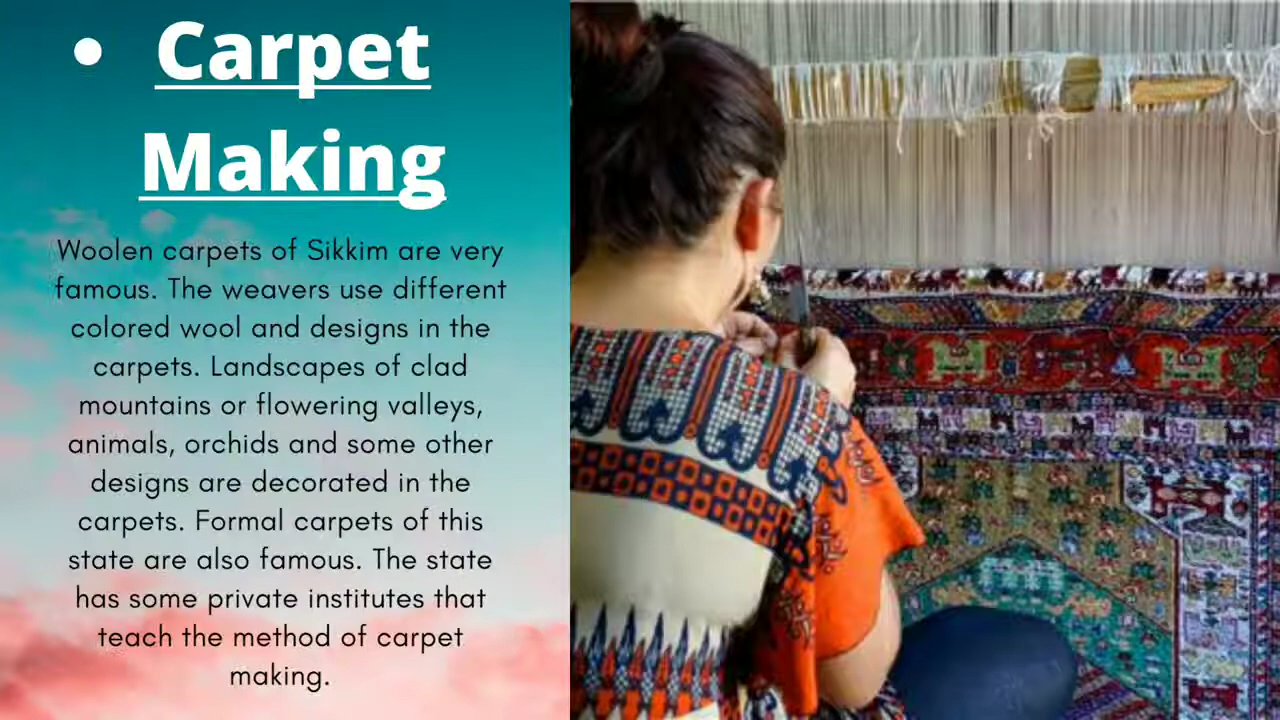 • Carpet
Making
Woolen carpets of Sikkim are very
famous. The weavers use different
colored wool and designs in the
carpets. Landscapes of clad
mountains or flowering valleys,
animals, orchids and some other
designs are decorated in the
carpets. Formal carpets of this
state are also famous. The state
has some private institutes that
teach the method of carpet
making.